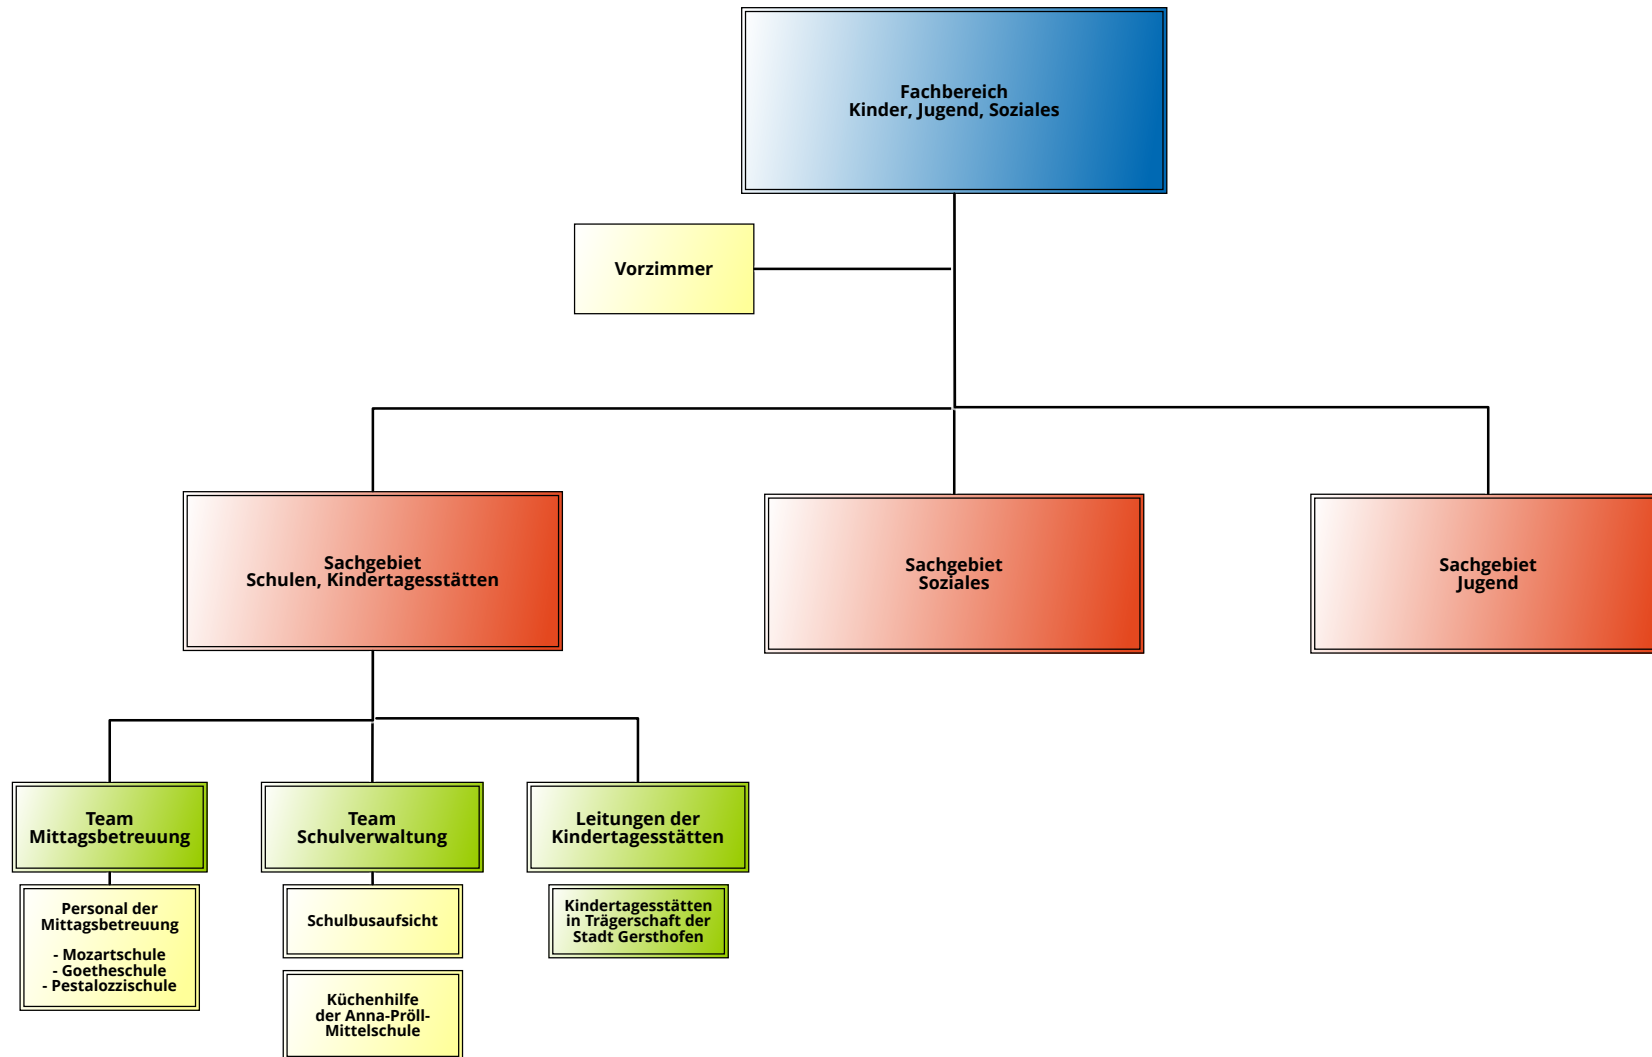 Fachbereich
Kinder, Jugend, Soziales
Vorzimmer
Sachgebiet
Schulen, Kindertagesstätten
Sachgebiet
Soziales
Sachgebiet
Jugend
Team
Mittagsbetreuung
Team
Schulverwaltung
Leitungen der
Kindertagesstätten
Personal der
Mittagsbetreuung
- Mozartschule
- Goetheschule
- Pestalozzischule
Schulbusaufsicht
Kindertagesstätten
in Trägerschaft der
Stadt Gersthofen
Küchenhilfe
der Anna-Pröll-
Mittelschule